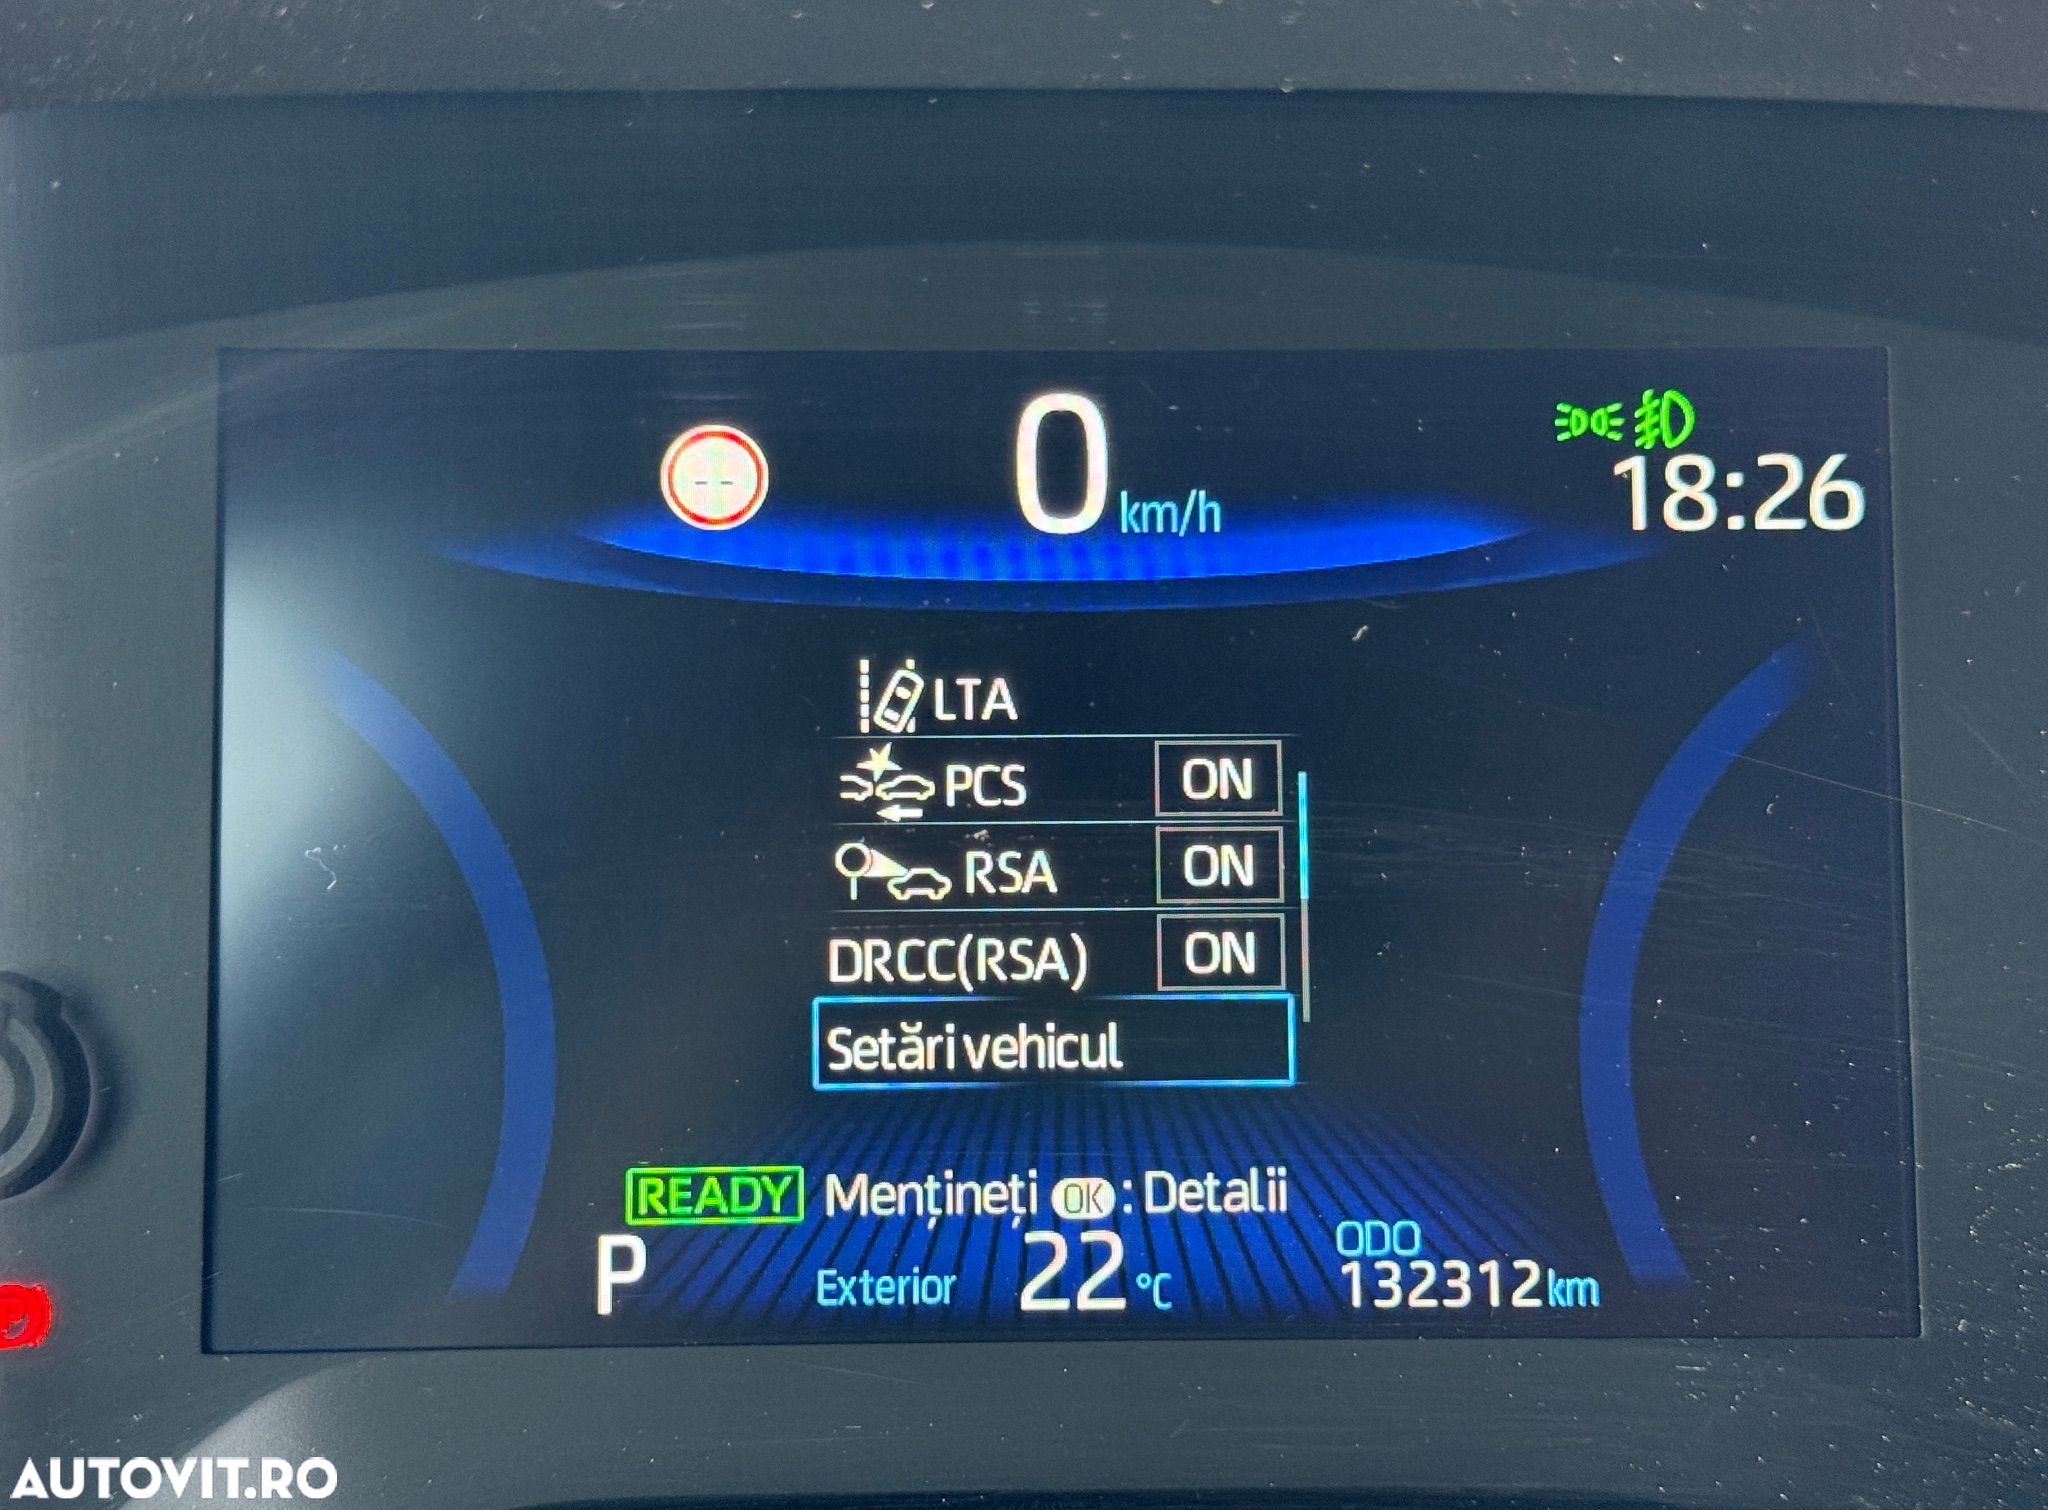 0 km/h
18:26
LTA
PCS ON
RSA ON
DRCC(RSA) ON
Setări vehicul
READY Mențineți OK : Detalii
P Exterior 22 °C
ODO
132312 km
AUTOVIT.RO